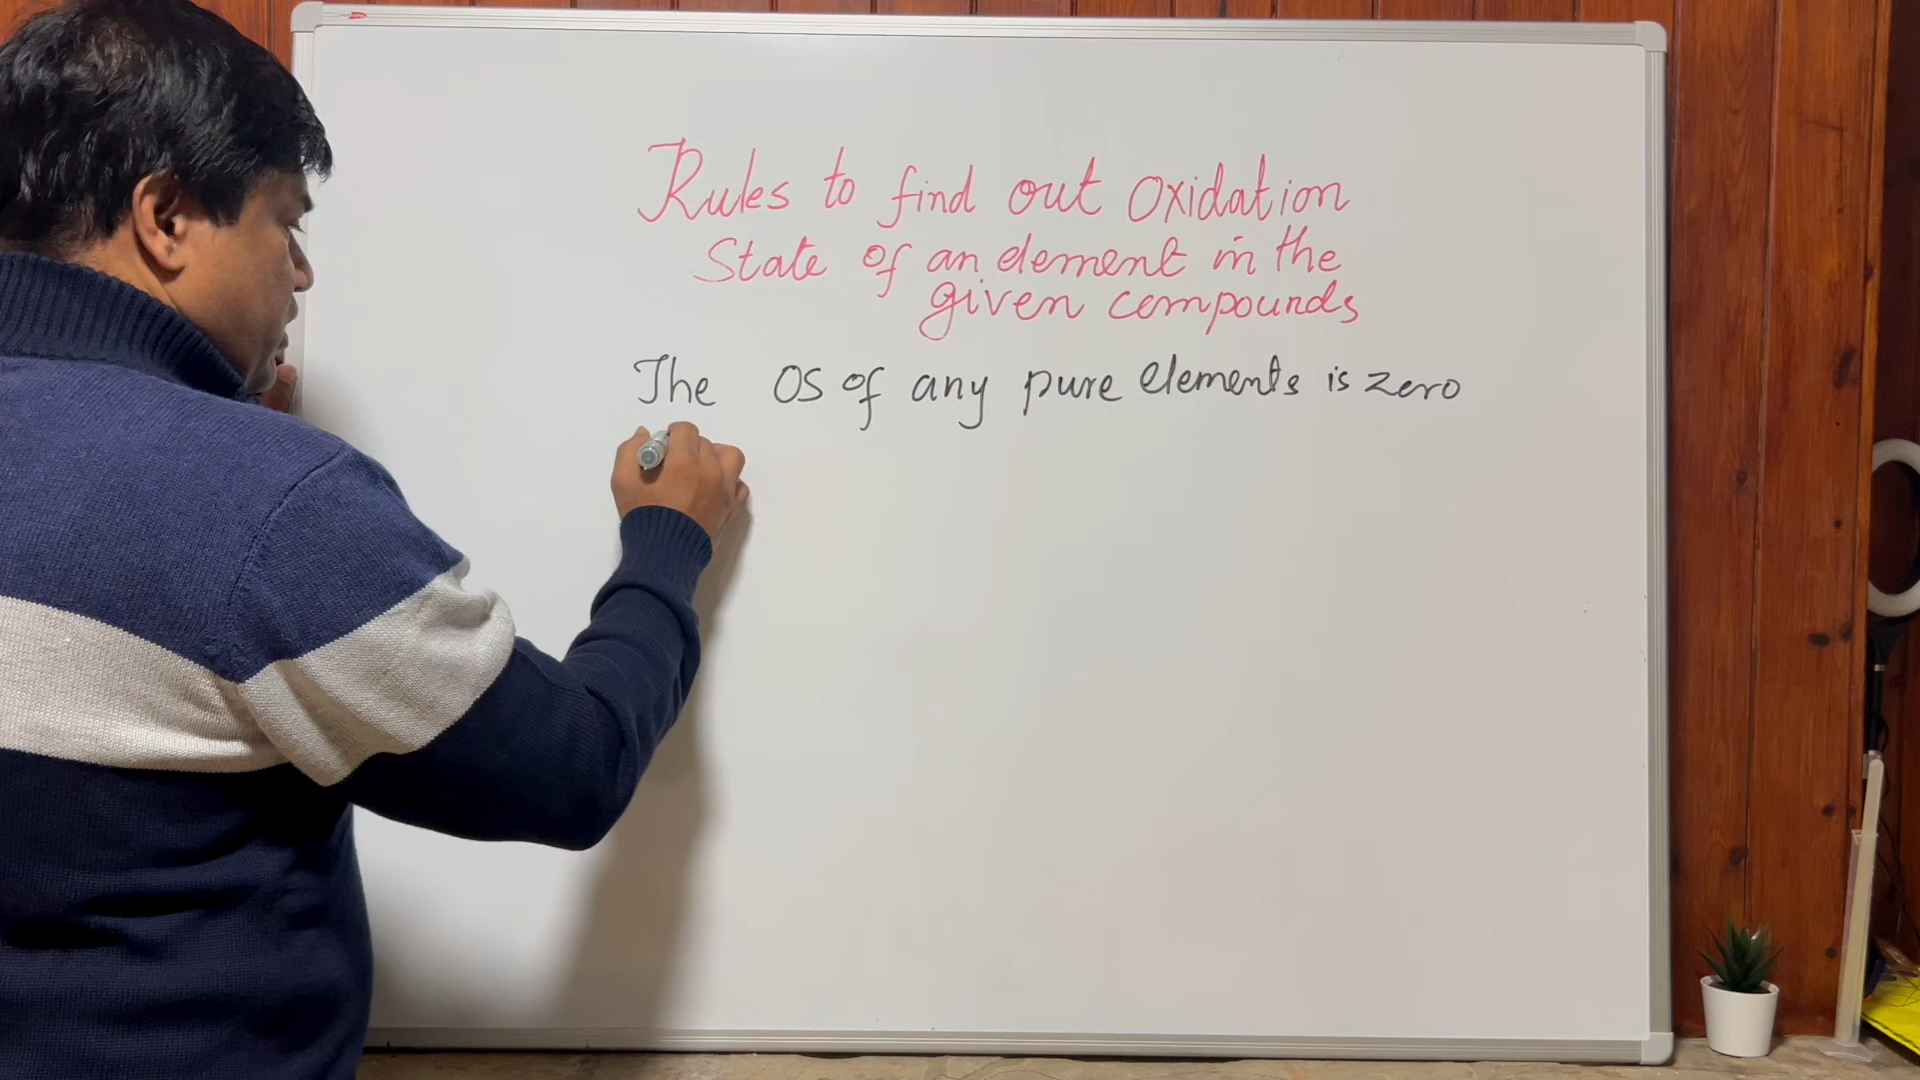 Rules to find out Oxidation
State of an element in the
given compounds
The OS of any pure elements is zero